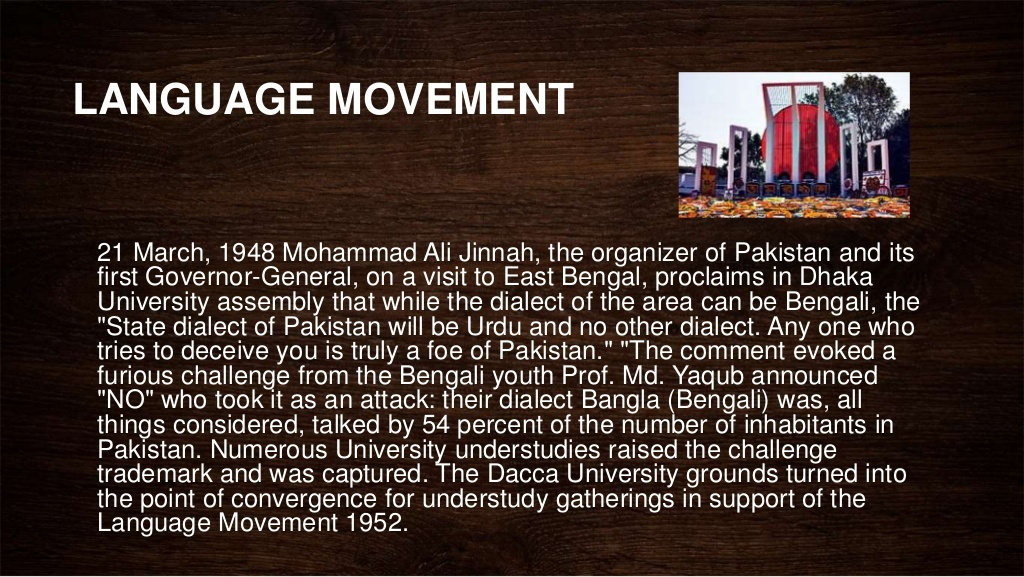 LANGUAGE MOVEMENT
21 March, 1948 Mohammad Ali Jinnah, the organizer of Pakistan and its
first Governor-General, on a visit to East Bengal, proclaims in Dhaka
University assembly that while the dialect of the area can be Bengali, the
"State dialect of Pakistan will be Urdu and no other dialect. Any one who
tries to deceive you is truly a foe of Pakistan." "The comment evoked a
furious challenge from the Bengali youth Prof. Md. Yaqub announced
"NO" who took it as an attack: their dialect Bangla (Bengali) was, all
things considered, talked by 54 percent of the number of inhabitants in
Pakistan. Numerous University understudies raised the challenge
trademark and was captured. The Dacca University grounds turned into
the point of convergence for understudy gatherings in support of the
Language Movement 1952.